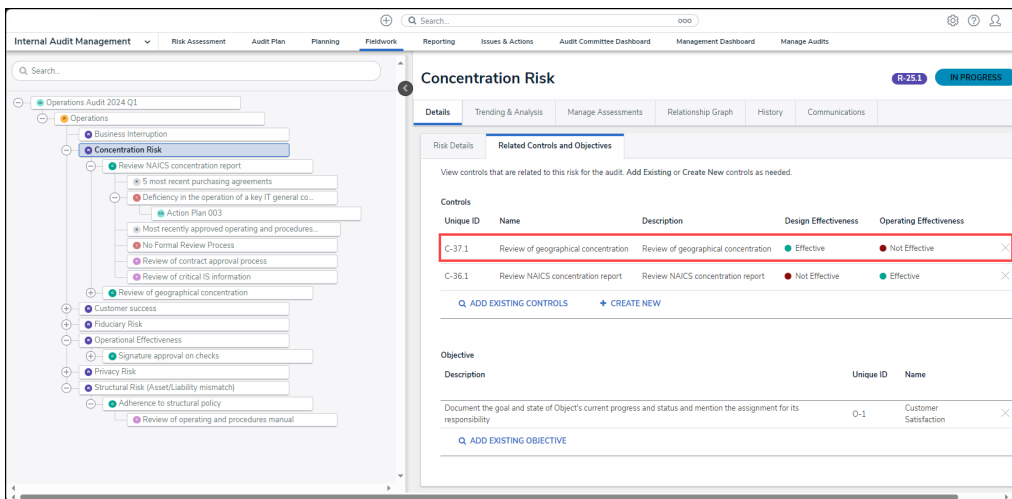 Search...
Internal Audit Management
Risk Assessment
Audit Plan
Planning
Fieldwork
Reporting
Issues & Actions
Audit Committee Dashboard
Management Dashboard
Manage Audits
Search...
Operations Audit 2024 Q1
Operations
Business Interruption
Concentration Risk
Review NAICS concentration report
5 most recent purchasing agreements
Deficiency in the operation of a key IT general co...
Action Plan 003
Most recently approved operating and procedures...
No Formal Review Process
Review of contract approval process
Review of critical IS information
Review of geographical concentration
Customer success
Fiduciary Risk
Operational Effectiveness
Signature approval on checks
Privacy Risk
Structural Risk (Asset/Liability mismatch)
Adherence to structural policy
Review of operating and procedures manual
Concentration Risk
R-25.1
IN PROGRESS
Details
Trending & Analysis
Manage Assessments
Relationship Graph
History
Communications
Risk Details
Related Controls and Objectives
View controls that are related to this risk for the audit. Add Existing or Create New controls as needed.
Controls
Unique ID Name Description Design Effectiveness Operating Effectiveness
C-37.1 Review of geographical concentration Review of geographical concentration Effective Not Effective
C-36.1 Review NAICS concentration report Review NAICS concentration report Not Effective Effective
ADD EXISTING CONTROLS + CREATE NEW
Objective
Description Unique ID Name
Document the goal and state of Object's current progress and status and mention the assignment for its
responsibility
O-1
Customer
Satisfaction
ADD EXISTING OBJECTIVE